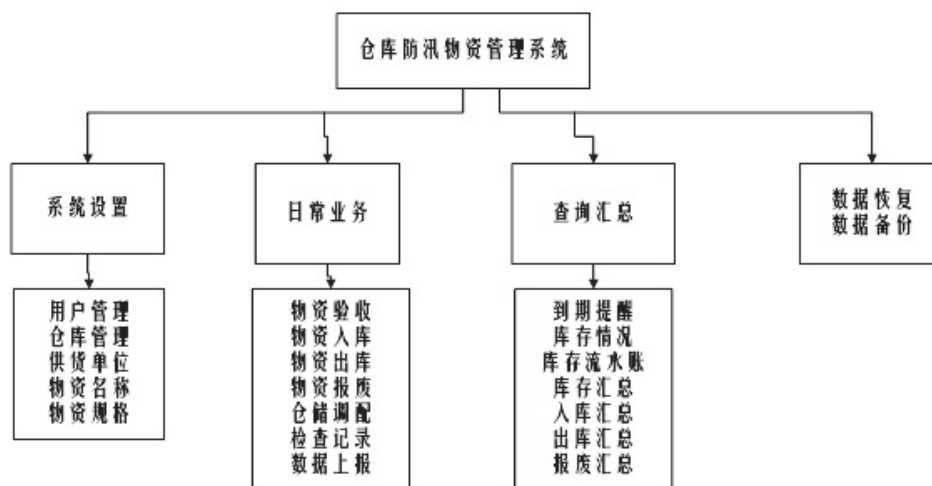 仓库防汛物资管理系统
系统设置
日常业务
查询汇总
数据恢复
数据备份
用户管理
仓库管理
供货单位
物资名称
物资规格
物资验收
物资入库
物资出库
物资报废
仓储调配
检查记录
数据上报
到期提醒
库存情况
库存流水账
库存汇总
入库汇总
出库汇总
报废汇总